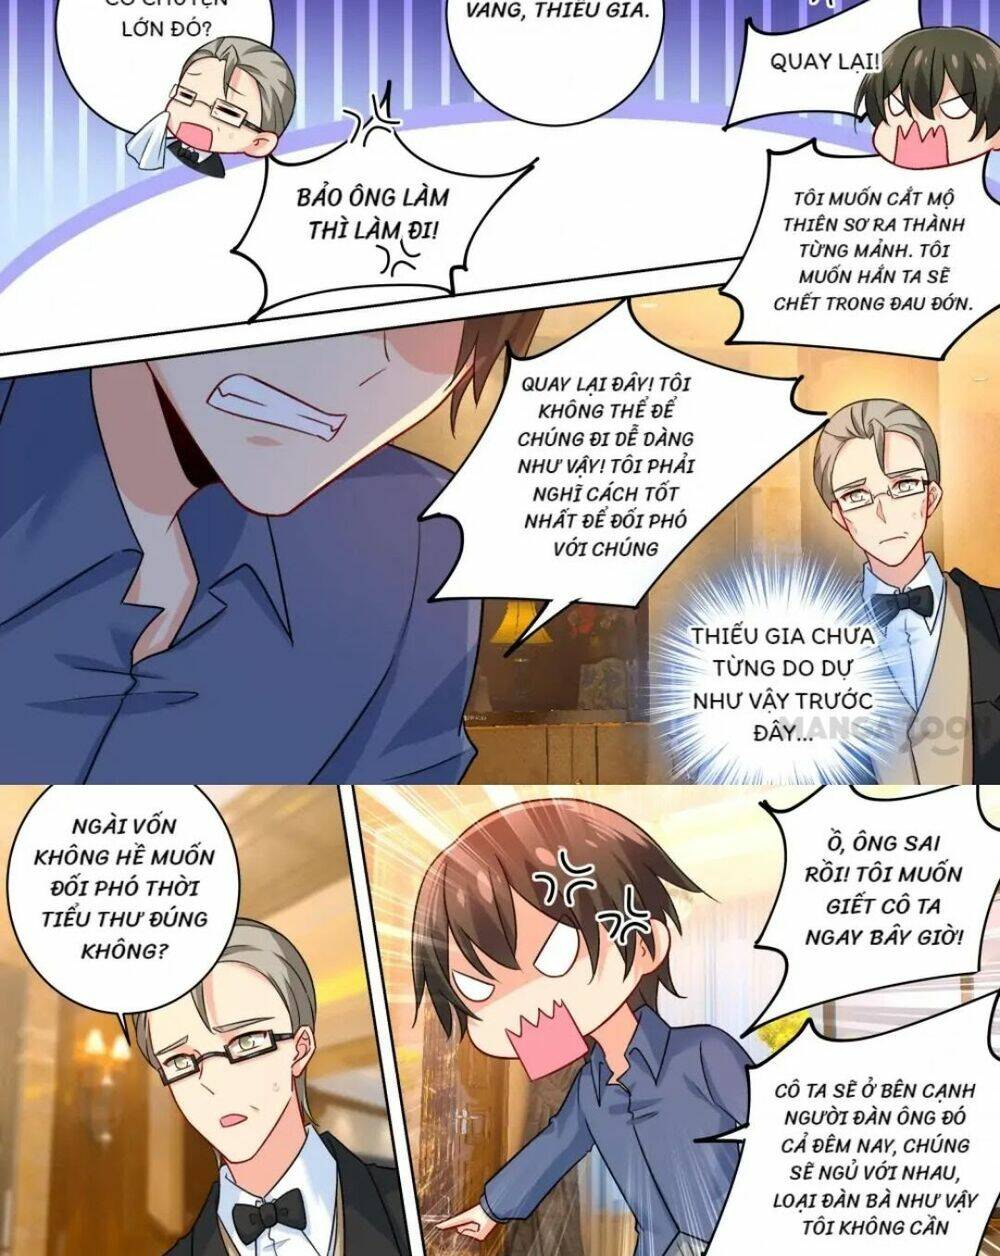 CÓ CHUYỆN
LỚN ĐÓ?
VANG, THIẾU GIA.
QUAY LẠI!
BẢO ÔNG LÀM
THÌ LÀM ĐI!
TÔI MUỐN CẮT MỘ
THIÊN SƠ RA THÀNH
TỪNG MẢNH. TÔI
MUỐN HẮN TA SẼ
CHẾT TRONG ĐAU ĐỚN.
QUAY LẠI ĐÂY! TÔI
KHÔNG THỂ ĐỂ
CHÚNG ĐI DỄ DÀNG
NHƯ VẬY! TÔI PHẢI
NGHĨ CÁCH TỐT
NHẤT ĐỂ ĐỐI PHÓ
VỚI CHÚNG
THIẾU GIA CHƯA
TỪNG DO DỰ
NHƯ VẬY TRƯỚC
ĐÂY...
MANGATOON
NGÀI VỐN
KHÔNG HỀ MUỐN
ĐỐI PHÓ THỜI
TIỂU THƯ ĐÚNG
KHÔNG?
Ồ, ÔNG SAI
RỒI! TÔI MUỐN
GIẾT CÔ TA
NGAY BÂY GIỜ!
CÔ TA SẼ Ở BÊN CẠNH
NGƯỜI ĐÀN ÔNG ĐÓ
CẢ ĐÊM NAY, CHÚNG
SẼ NGỦ VỚI NHAU,
LOẠI ĐÀN BÀ NHƯ VẬY
TÔI KHÔNG CẦN